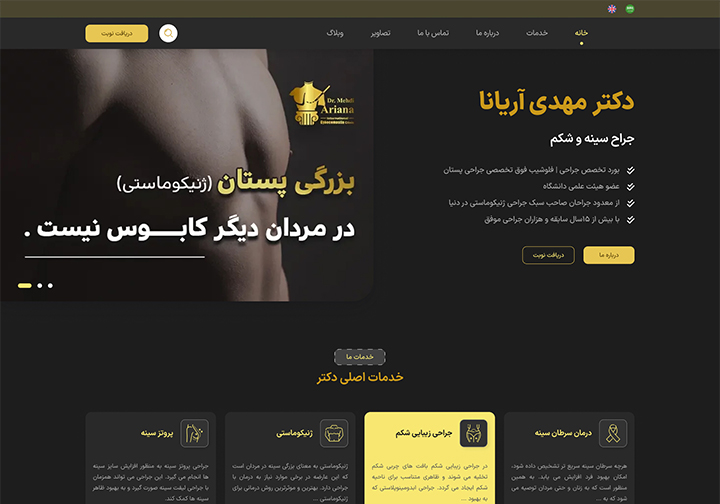 خانه
خدمات
درباره ما
تماس با ما
تصاویر
وبلاگ
دریافت نوبت
دکتر مهدی آریانا
جراح سینه و شکم
بورد تخصص جراحی | فلوشیپ فوق تخصصی جراحی پستان
عضو هیئت علمی دانشگاه
از معدود جراحان صاحب سبک جراحی ژنیکوماستی در دنیا
با بیش از ۱۵سال سابقه و هزاران جراحی موفق
درباره ما
دریافت نوبت
Dr. Mehdi
Ariana
بزرگی پستان (ژنیکوماستی)
در مردان دیگر کابـــوس نیست .
خدمات ما
خدمات اصلی دکتر
درمان سرطان سینه
هرچه سرطان سینه سریع تر تشخیص داده شود،
امکان بهبود فرد افزایش می یابد. به همین
منظور است که به زنان و حتی مردان توصیه می
شود که به ...
جراحی زیبایی شکم
در جراحی زیبایی شکم بافت های چربی شکم
تخلیه می شوند و ظاهری متناسب برای ناحیه
شکم ایجاد می گردد. جراحی ابدومینوپلاستی که
به بهبود ...
ژنیکوماستی
ژنیکوماستی به معنای بزرگی سینه در مردان است
که این عارضه در برخی موارد نیاز به درمان با
جراحی دارد. بهترین و موثرترین روش درمانی برای
ژنیکوماستی ...
پروتز سینه
جراحی پروتز سینه به منظور افزایش سایز سینه
ها انجام می گیرد. این جراحی می تواند همزمان
با جراحی لیفت سینه صورت گیرد و به بهبود ظاهر
سینه ها کمک کند.